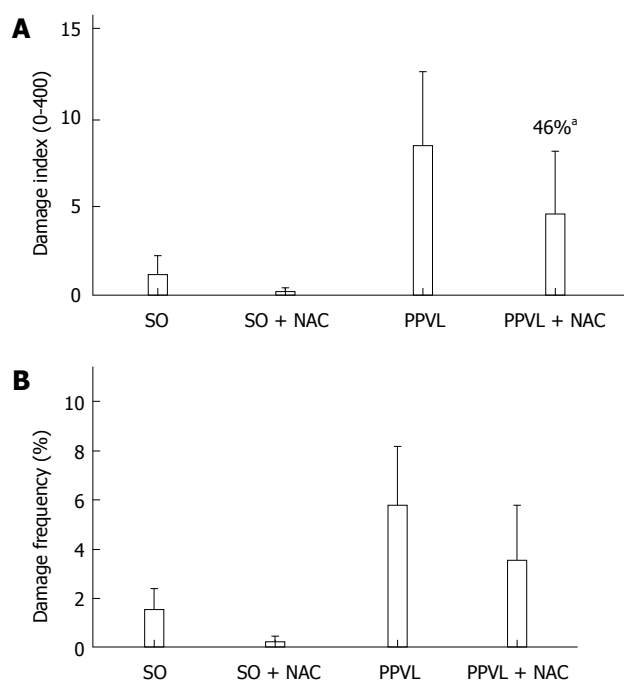 A
Damage index (0-400)
15
10
5
0
46%ᵃ
SO
SO + NAC
PPVL
PPVL + NAC
B
Damage frequency (%)
10
8
6
4
2
0
SO
SO + NAC
PPVL
PPVL + NAC